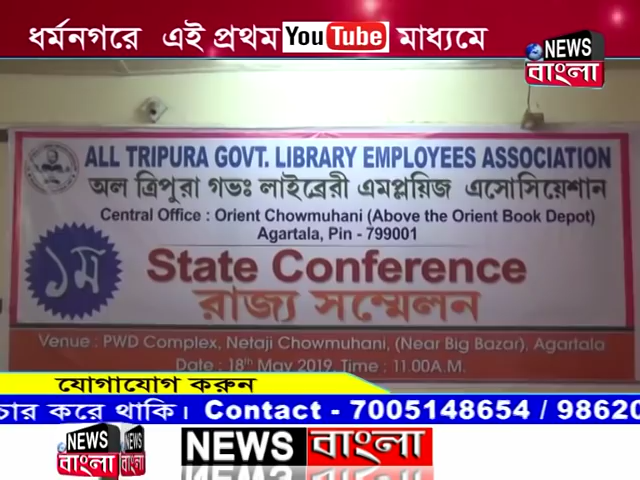 ধর্মনগরে এই প্রথম YouTube মাধ্যমে
NEWS
বাংলা
ALL TRIPURA GOVT. LIBRARY EMPLOYEES ASSOCIATION
অল ত্রিপুরা গভঃ লাইব্রেরী এমপ্লয়িজ এসোসিয়েশান
Central Office : Orient Chowmuhani (Above the Orient Book Depot)
Agartala, Pin - 799001
১ম
State Conference
রাজ্য সম্মেলন
Venue : PWD Complex, Netaji Chowmuhani, (Near Big Bazar), Agartala
Date : 18th May 2019, Time : 11.00A.M.
যোগাযোগ করুন
চার করে থাকি। Contact - 7005148654 / 98620
NEWS NEWS
বাংলা বাংলা
NEWS বাংলা